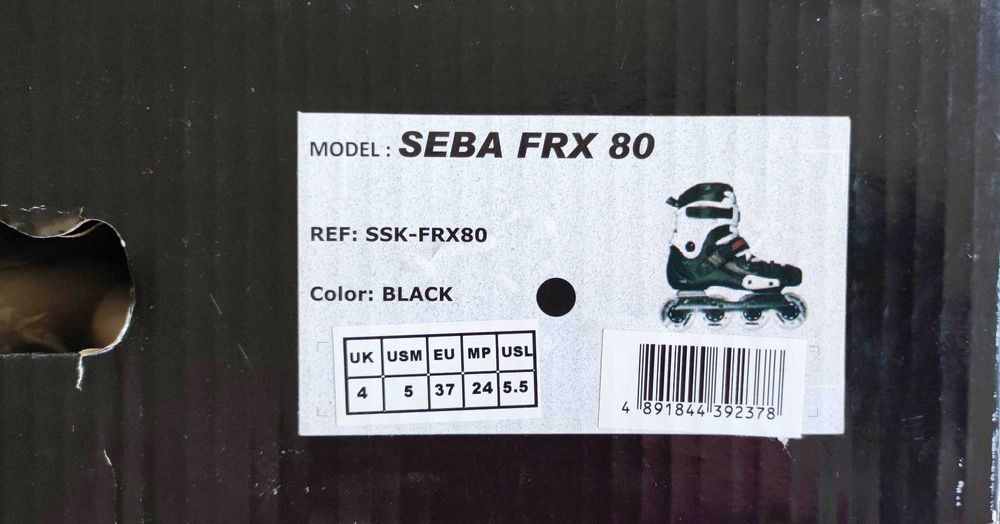 MODEL : SEBA FRX 80
REF: SSK-FRX80
Color: BLACK
UK USM EU MP USL
4 5 37 24 5.5
4 891844 392378